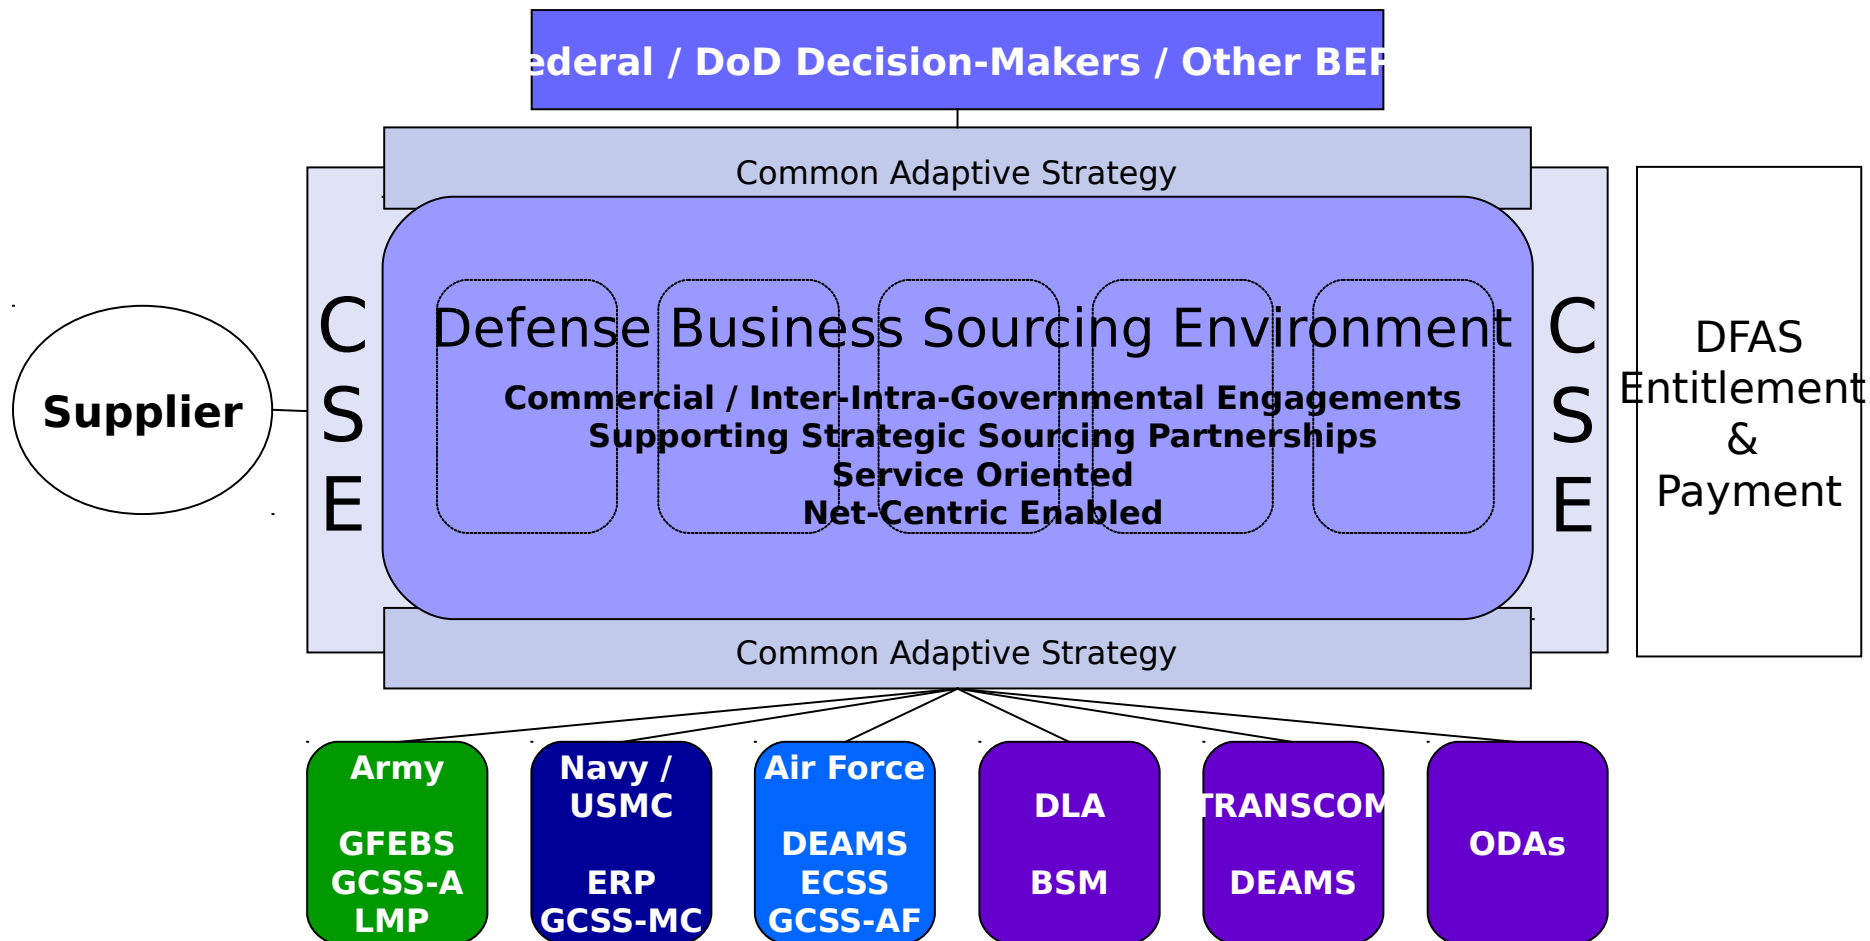 ederal / DoD Decision-Makers / Other BEP
Common Adaptive Strategy
C
S
E
Supplier
Defense Business Sourcing Environment
Commercial / Inter-Intra-Governmental Engagements
Supporting Strategic Sourcing Partnerships
Service Oriented
Net-Centric Enabled
C
S
E
DFAS
Entitlement
&
Payment
Common Adaptive Strategy
Army
GFEBS
GCSS-A
LMP
Navy /
USMC
ERP
GCSS-MC
Air Force
DEAMS
ECSS
GCSS-AF
DLA
BSM
TRANSCOM
DEAMS
ODAs